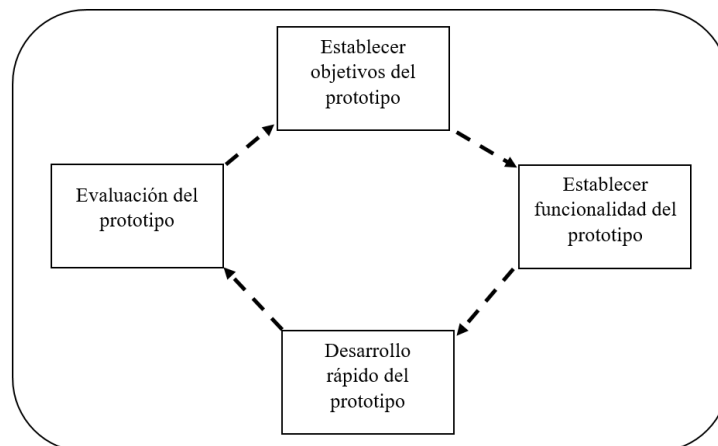 Establecer
objetivos del
prototipo
Evaluación del
prototipo
Establecer
funcionalidad del
prototipo
Desarrollo
rápido del
prototipo